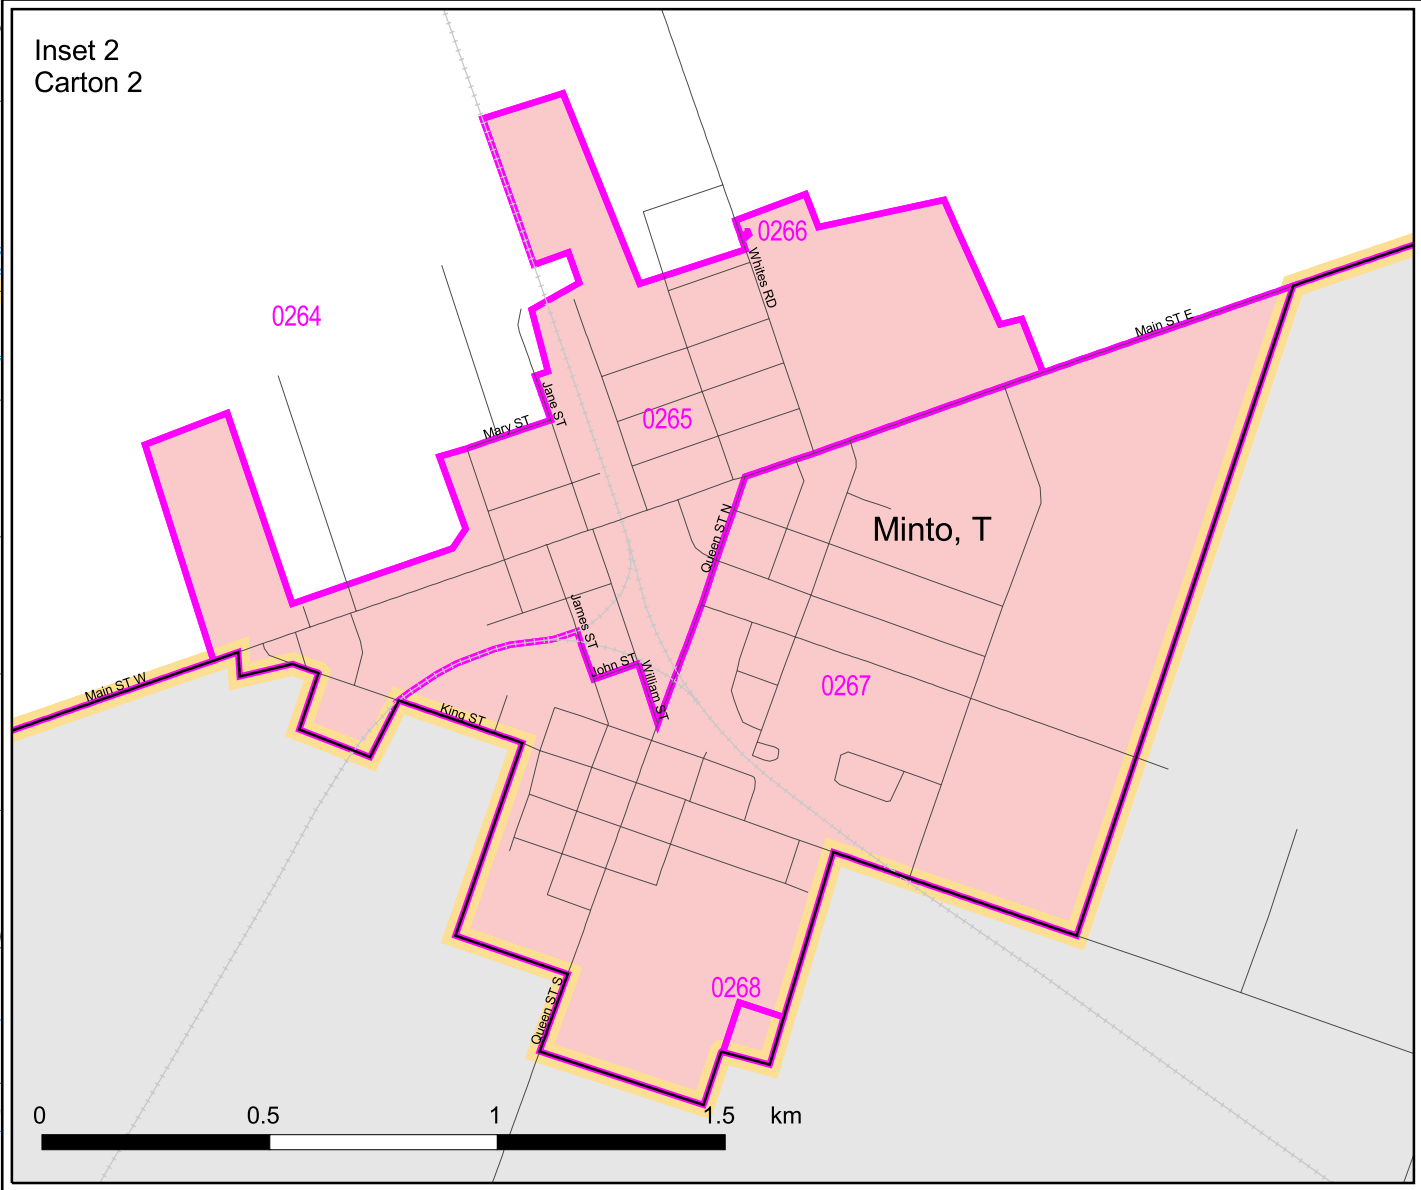 Inset 2
Carton 2
0266
Whites RD
0264
Main ST E
Jane ST
0265
Mary ST
Queen ST N
Minto, T
James ST
John ST
William ST
0267
Main ST W
King ST
0268
Queen ST S
0 0.5 1 1.5 km